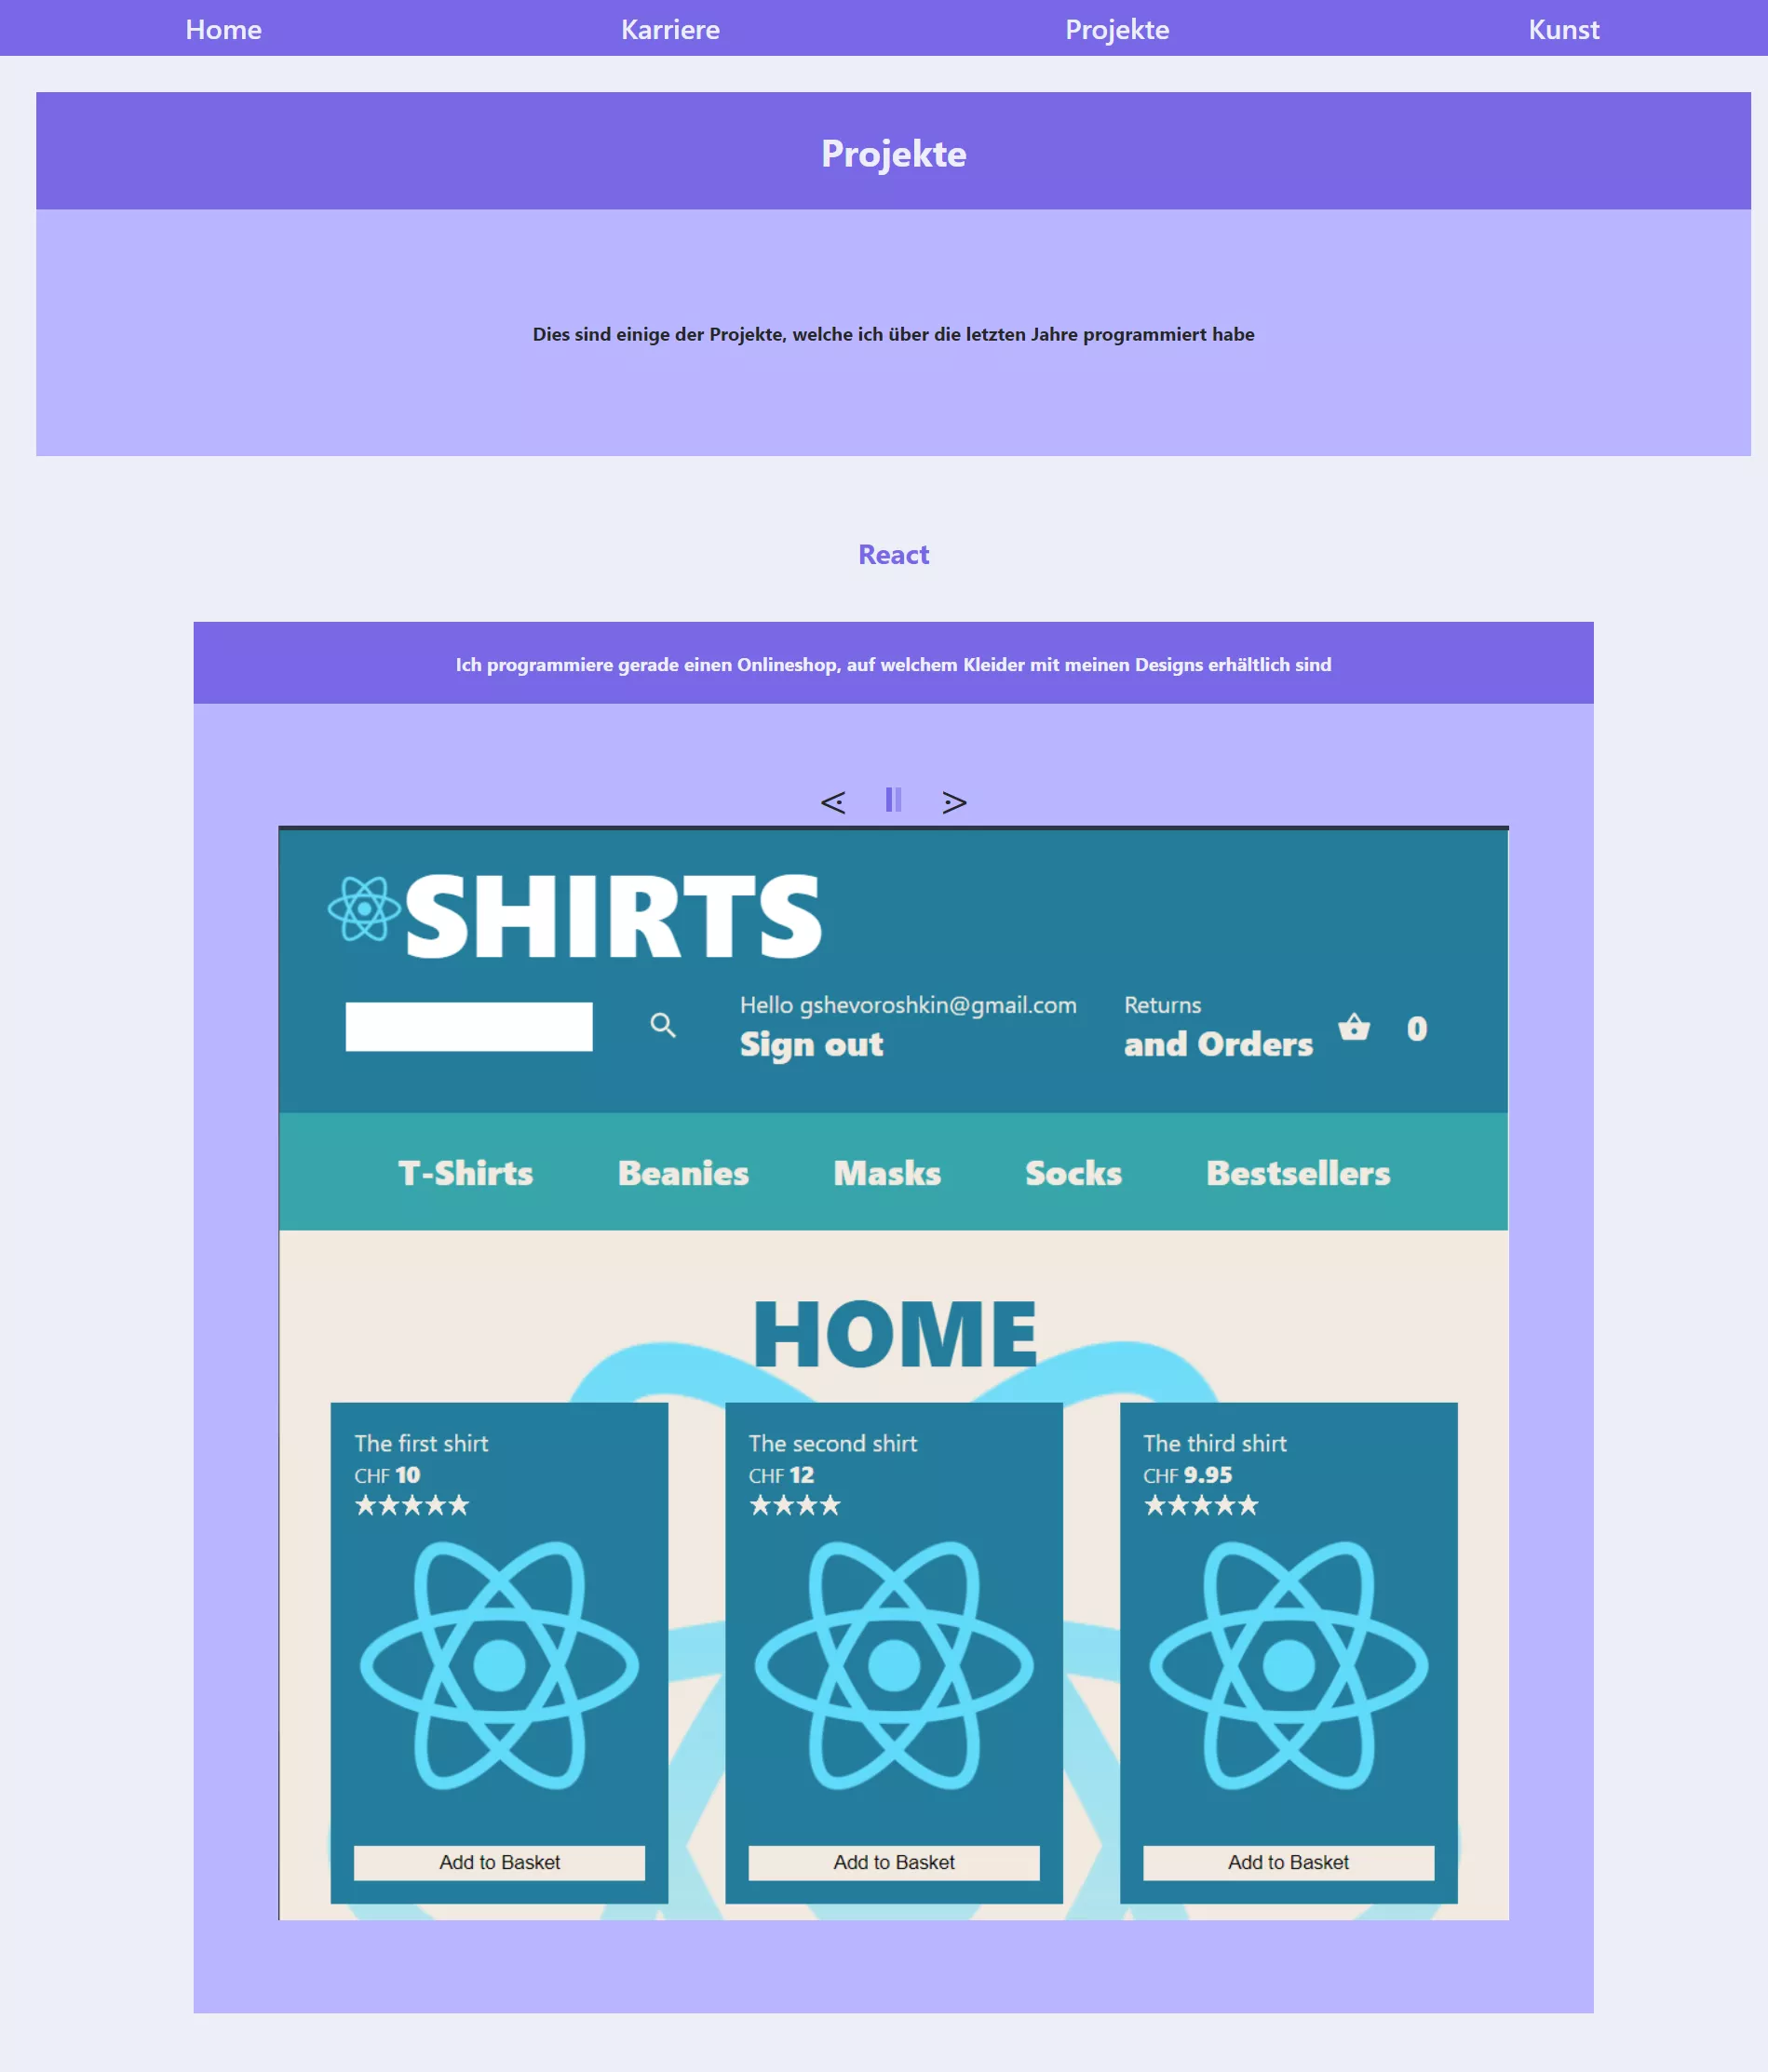 Home Karriere Projekte Kunst
Projekte
Dies sind einige der Projekte, welche ich über die letzten Jahre programmiert habe
React
Ich programmiere gerade einen Onlineshop, auf welchem Kleider mit meinen Designs erhältlich sind
SHIRTS
Hello gshevoroshkin@gmail.com Returns
Sign out and Orders 0
T-Shirts Beanies Masks Socks Bestsellers
HOME
The first shirt
CHF 10
★★★★★
Add to Basket
The second shirt
CHF 12
★★★★
Add to Basket
The third shirt
CHF 9.95
★★★★★
Add to Basket